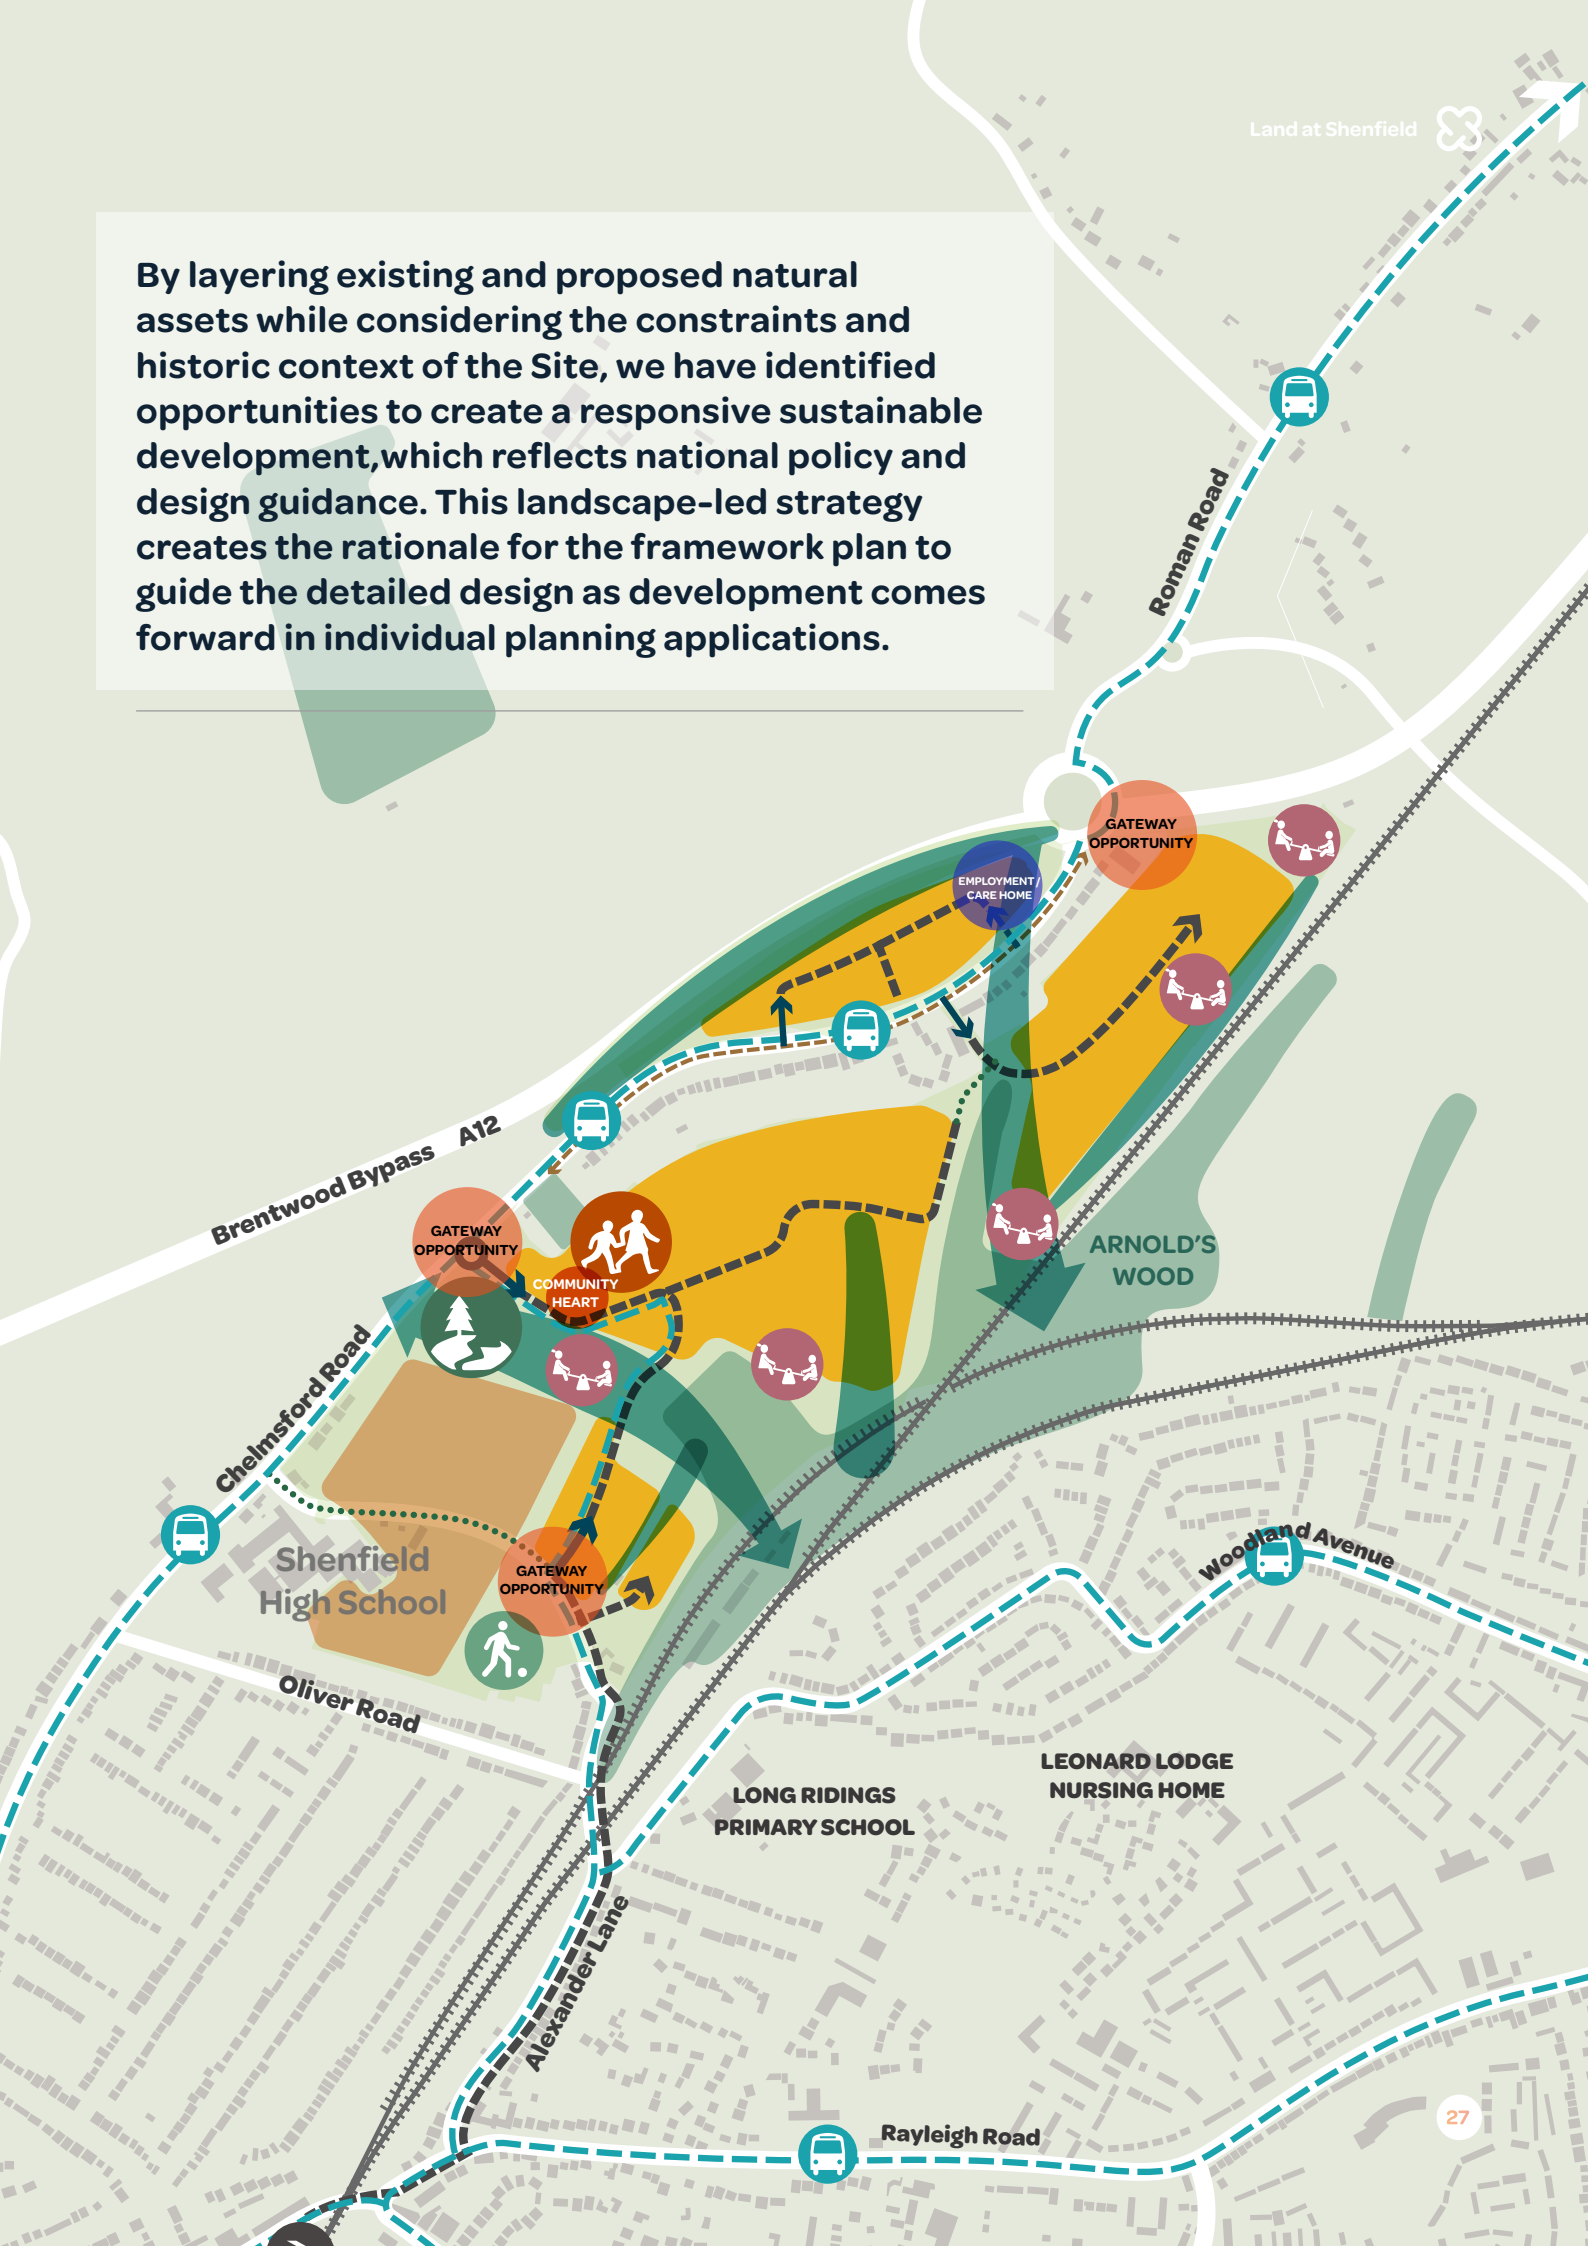 Land at Shenfield
By layering existing and proposed natural
assets while considering the constraints and
historic context of the Site, we have identified
opportunities to create a responsive sustainable
development,which reflects national policy and
design guidance. This landscape-led strategy
creates the rationale for the framework plan to
guide the detailed design as development comes
forward in individual planning applications.
Roman Road
GATEWAY
OPPORTUNITY
EMPLOYMENT /
CARE HOME
Brentwood Bypass A12
GATEWAY
OPPORTUNITY
COMMUNITY
HEART
ARNOLD'S
WOOD
Chelmsford Road
Shenfield
High School
GATEWAY
OPPORTUNITY
Woodland Avenue
Oliver Road
LEONARD LODGE
NURSING HOME
LONG RIDINGS
PRIMARY SCHOOL
Alexander Lane
Rayleigh Road
27